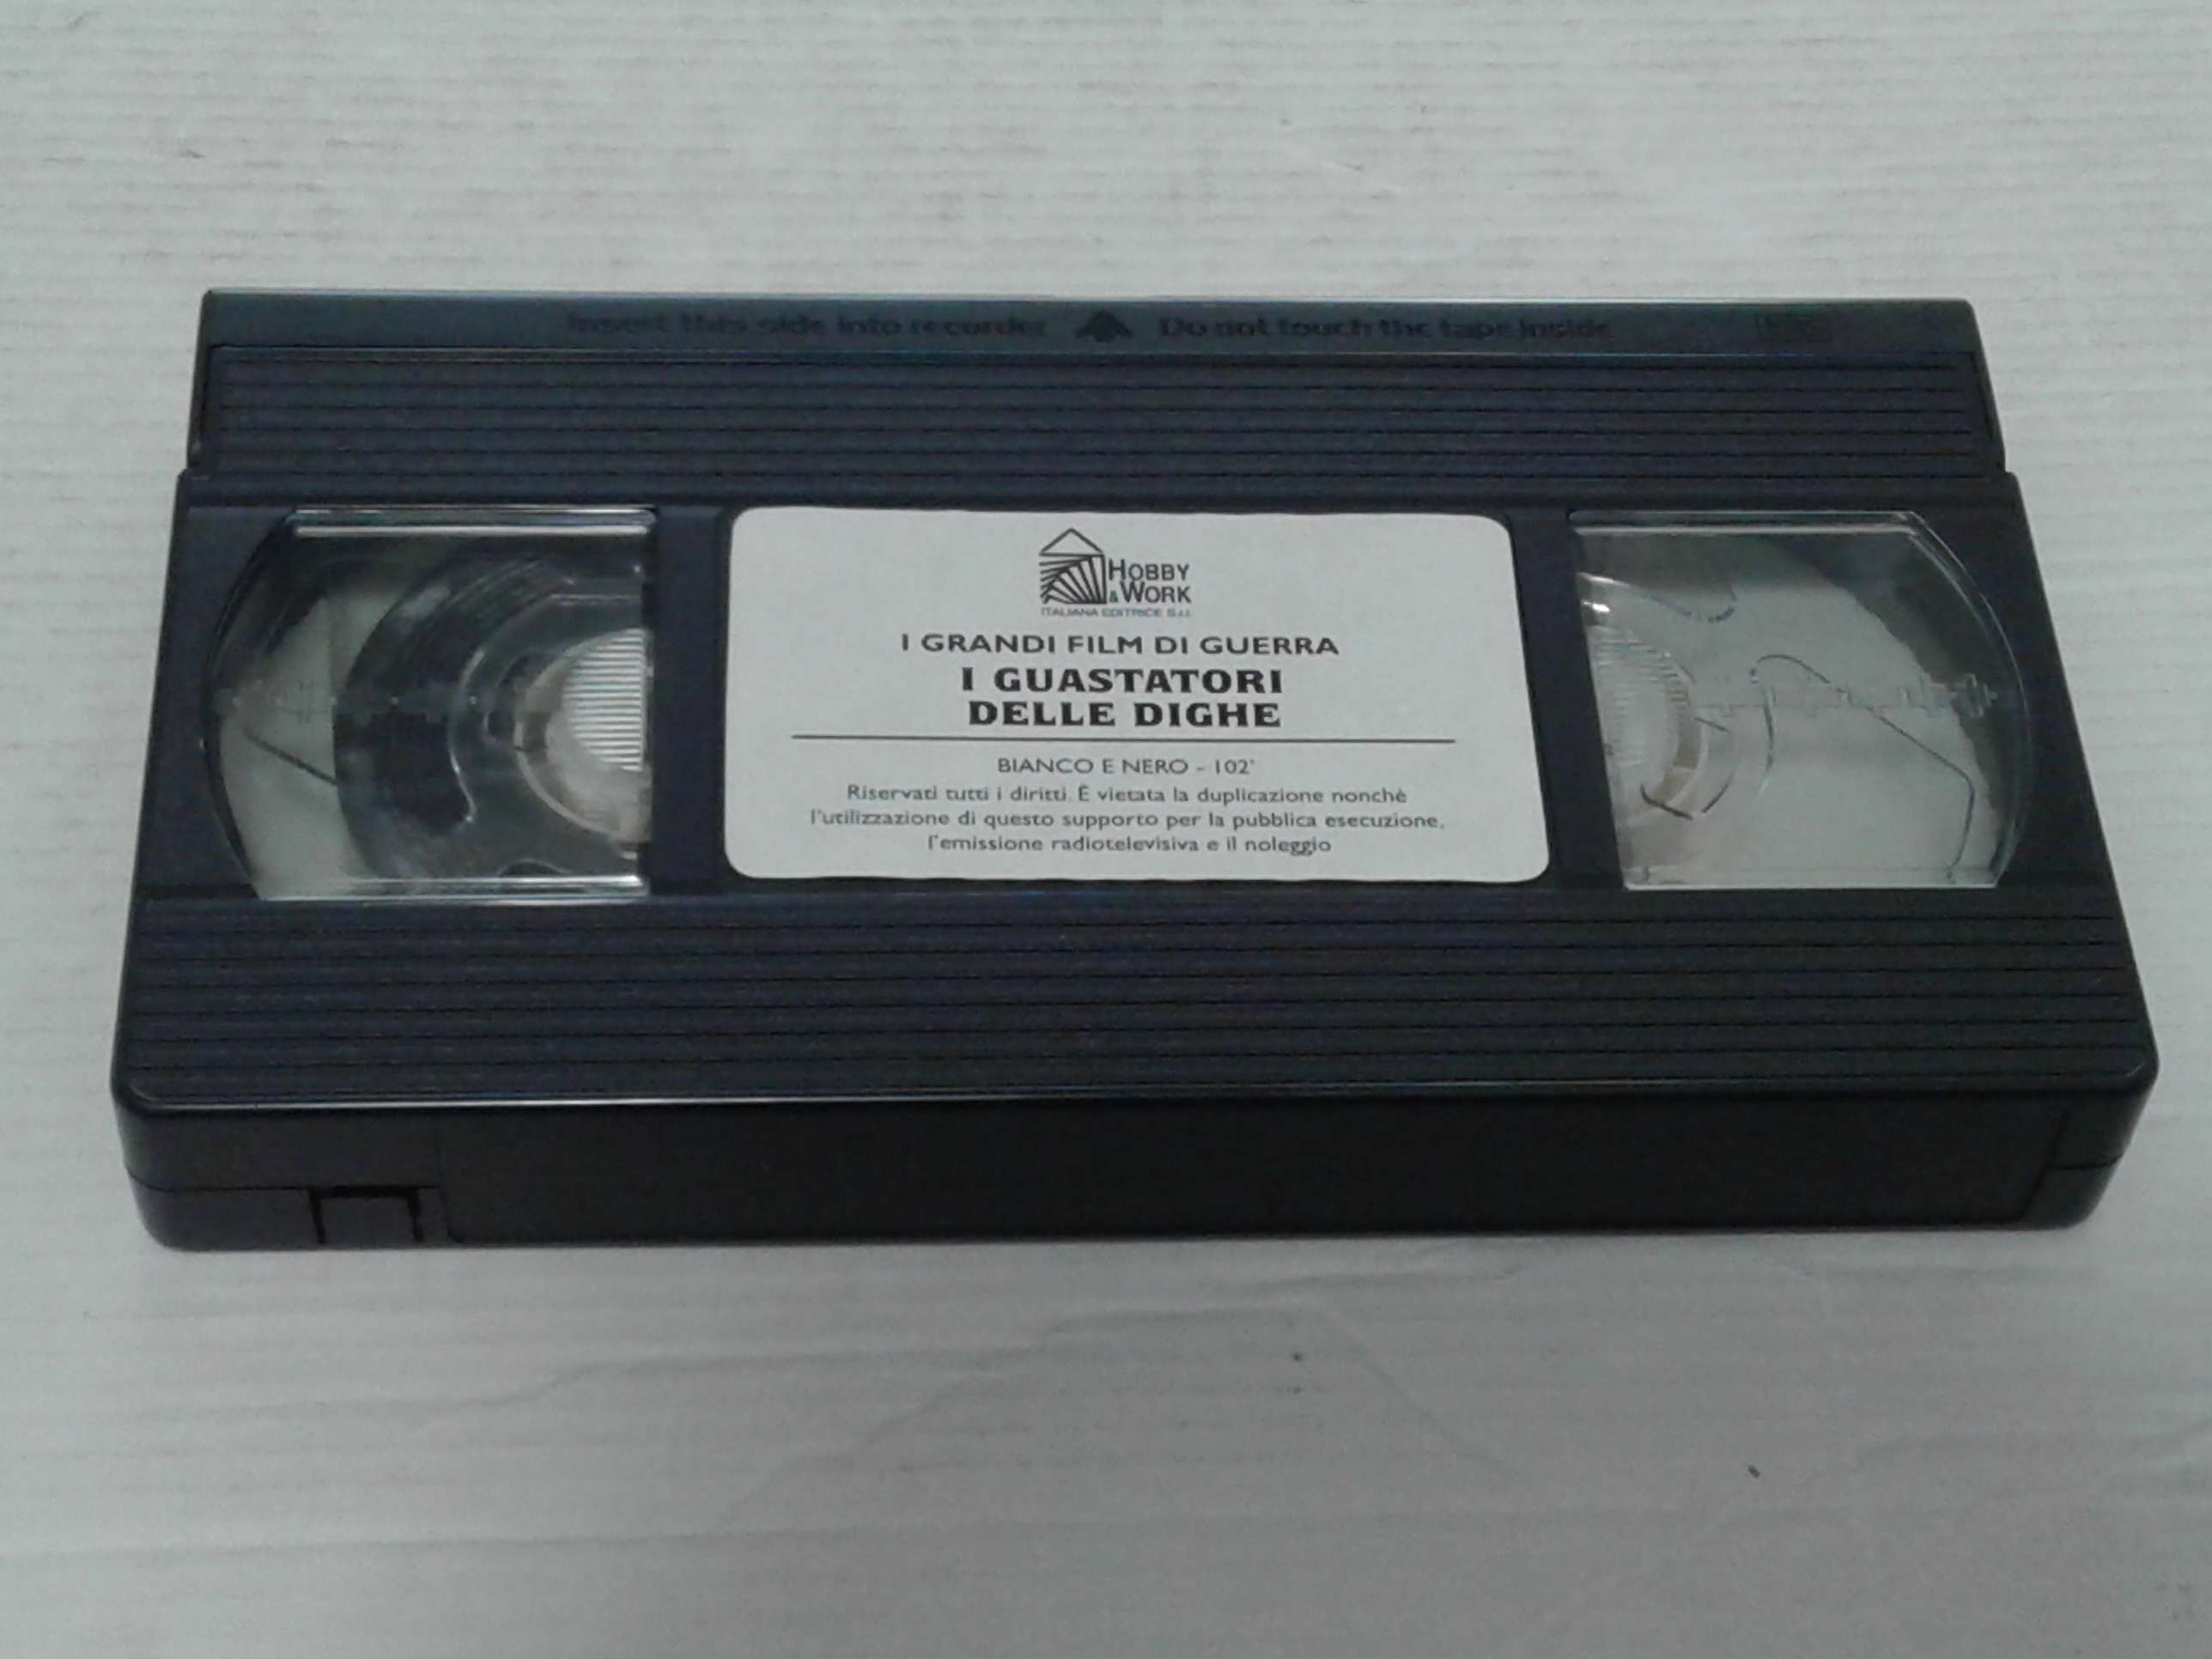 Insert this side into recorder Do not touch the tape inside
HOBBY
& WORK
ITALIANA EDITRICE S.r.l.
I GRANDI FILM DI GUERRA
I GUASTATORI
DELLE DIGHE
BIANCO E NERO - 102'
Riservati tutti i diritti. È vietata la duplicazione nonchè
l'utilizzazione di questo supporto per la pubblica esecuzione,
l'emissione radiotelevisiva e il noleggio